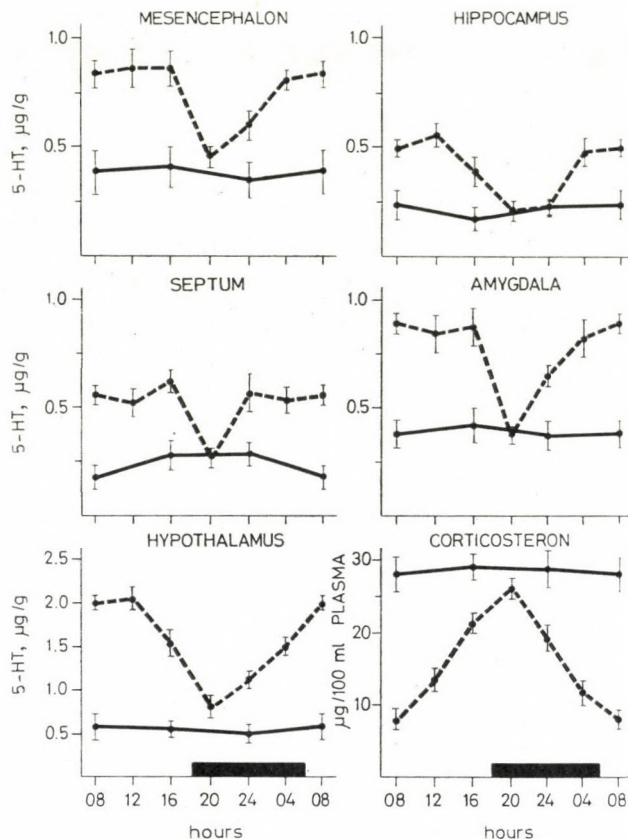 MESENCEPHALON
1.0
0.5
5-HT, µg/g
HIPPOCAMPUS
1.0
0.5
SEPTUM
1.0
0.5
5-HT, µg/g
AMYGDALA
1.0
0.5
HYPOTHALAMUS
2.5
2.0
1.5
1.0
0.5
5-HT, µg/g
08 12 16 20 24 04 08
hours
CORTICOSTERON
30
20
10
µg/100 ml PLASMA
08 12 16 20 24 04 08
hours